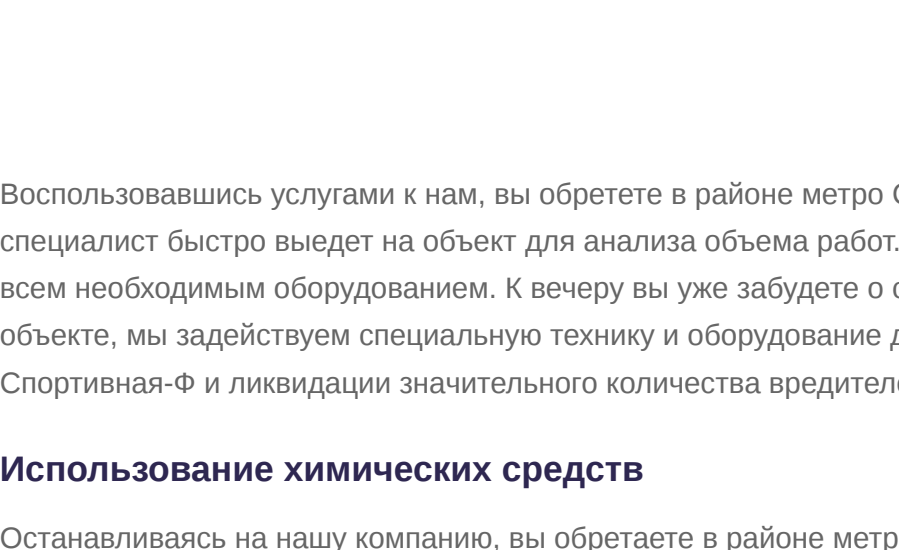 Воспользовавшись услугами к нам, вы обретете в районе метро
специалист быстро выедет на объект для анализа объема работ.
всем необходимым оборудованием. К вечеру вы уже забудете о
объекте, мы задействуем специальную технику и оборудование
Спортивная-Ф и ликвидации значительного количества
Использование химических средств
Останавливаясь на нашу компанию, вы обретаете в районе